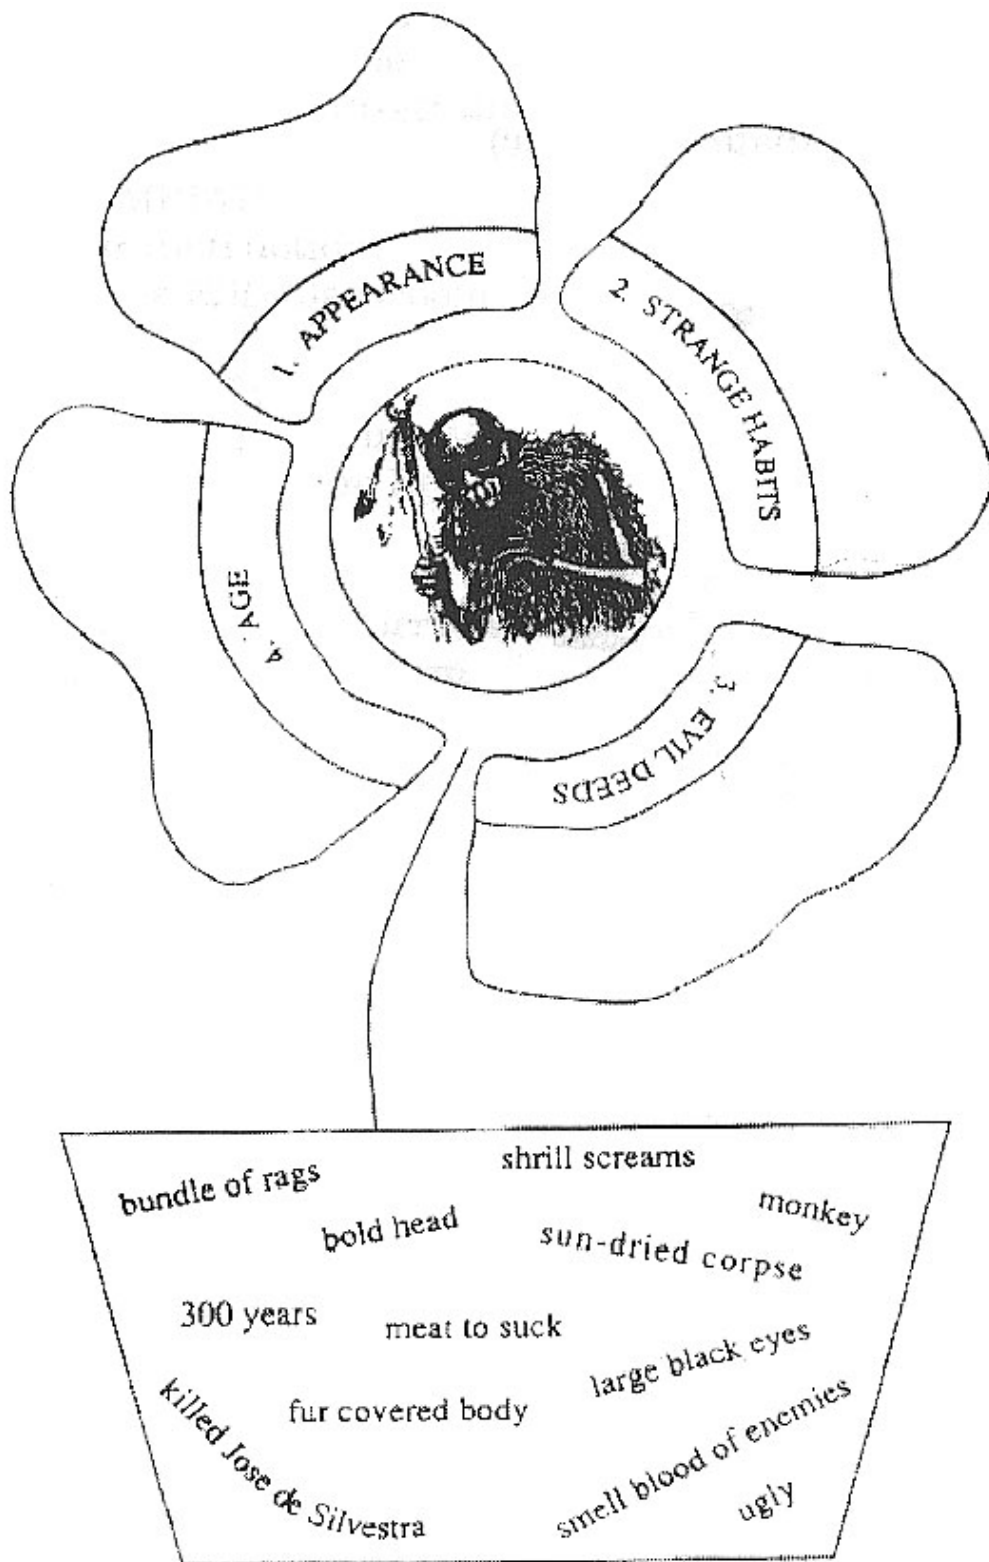 1. APPEARANCE
2. STRANGE HABITS
3. EVIL DEEDS
4. AGE
shrill screams
bundle of rags
monkey
bold head
sun-dried corpse
300 years
meat to suck
large black eyes
fur covered body
killed Jose de Silvestra
smell blood of enemies
ugly